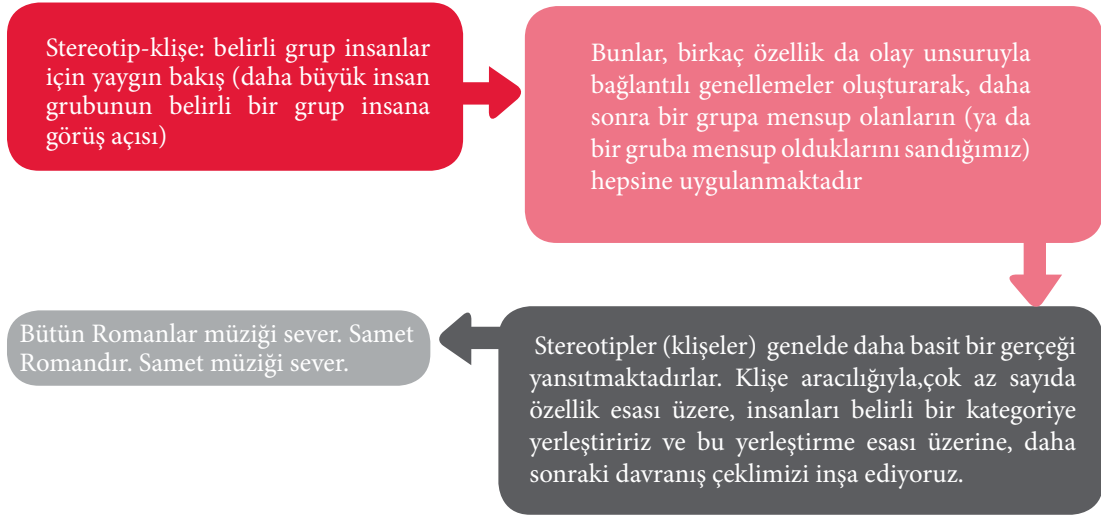 Stereotip-klişe: belirli grup insanlar
için yaygın bakış (daha büyük insan
grubunun belirli bir grup insana
görüş açısı)
Bunlar, birkaç özellik da olay unsuruyla
bağlantılı genellemeler oluşturarak, daha
sonra bir grupa mensup olanların (ya da
bir gruba mensup olduklarını sandığımız)
hepsine uygulanmaktadır
Stereotipler (klişeler) genelde daha basit bir gerçeği
yansıtmaktadırlar. Klişe aracılığıyla,çok az sayıda
özellik esası üzere, insanları belirli bir kategoriye
yerleştiririz ve bu yerleştirme esası üzerine, daha
sonraki davranış çeklimizi inşa ediyoruz.
Bütün Romanlar müziği sever. Samet
Romandır. Samet müziği sever.